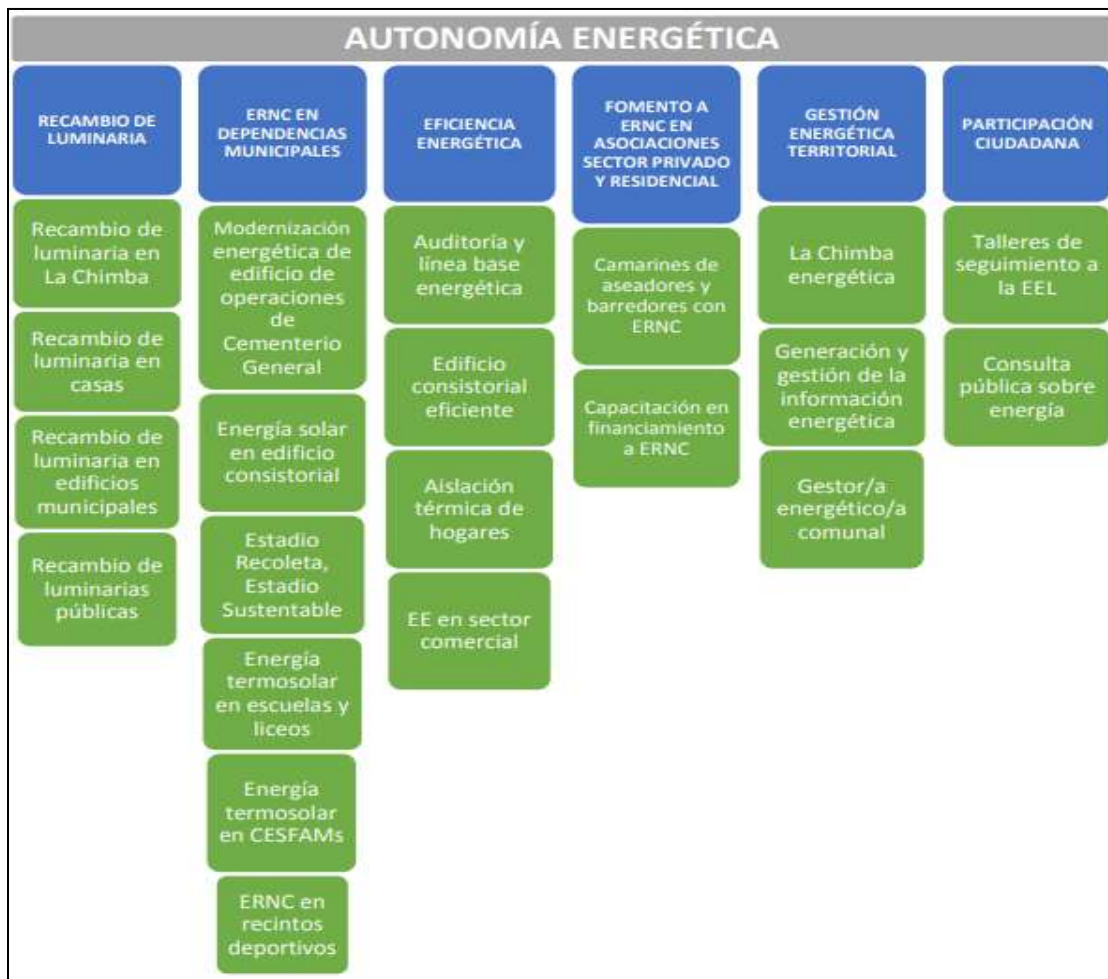 AUTONOMÍA ENERGÉTICA
RECAMBIO DE
LUMINARIA
Recambio de
luminaria en
La Chimba
Recambio de
luminaria en
casas
Recambio de
luminaria en
edificios
municipales
Recambio de
luminarias
públicas
ERNC EN
DEPENDENCIAS
MUNICIPALES
Modernización
energética de
edificio de
operaciones
de
Cementerio
General
Energía solar
en edificio
consistorial
Estadio
Recoleta,
Estadio
Sustentable
Energía
termosolar
en escuelas y
liceos
Energía
termosolar
en CESFAMs
ERNC en
recintos
deportivos
EFICIENCIA
ENERGÉTICA
Auditoría y
línea base
energética
Edificio
consistorial
eficiente
Aislación
térmica de
hogares
EE en sector
comercial
FOMENTO A
ERNC EN
ASOCIACIONES
SECTOR PRIVADO
Y RESIDENCIAL
Camarines de
aseadores y
barredores con
ERNC
Capacitación en
financiamiento
a ERNC
GESTIÓN
ENERGÉTICA
TERRITORIAL
La Chimba
energética
Generación y
gestión de la
información
energética
Gestor/a
energético/a
comunal
PARTICIPACIÓN
CIUDADANA
Talleres de
seguimiento a
la EEL
Consulta
pública sobre
energía